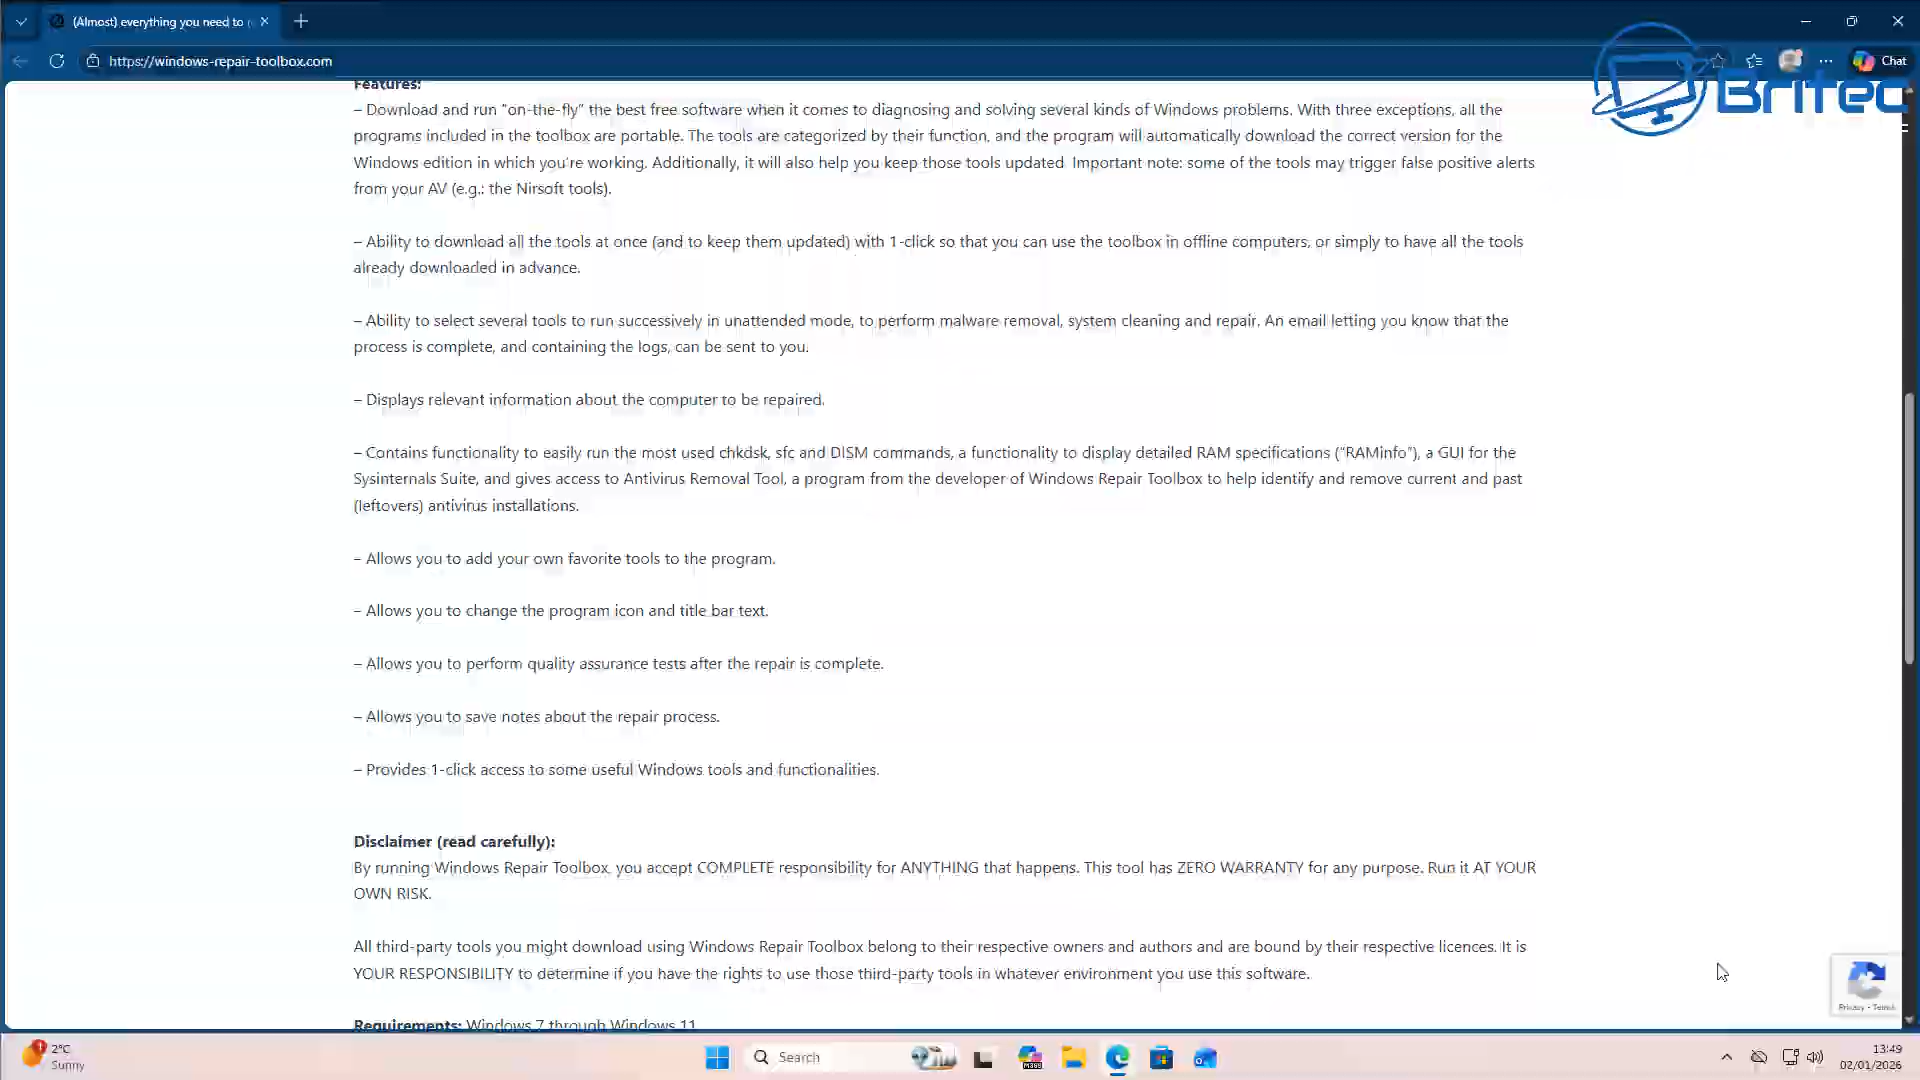 (Almost) everything you need to
https://windows-repair-toolbox.com
Chat
Britec
Features:
– Download and run "on-the-fly" the best free software when it comes to diagnosing and solving several kinds of Windows problems. With three exceptions, all the
programs included in the toolbox are portable. The tools are categorized by their function, and the program will automatically download the correct version for the
Windows edition in which you're working. Additionally, it will also help you keep those tools updated. Important note: some of the tools may trigger false positive alerts
from your AV (e.g.: the Nirsoft tools).
– Ability to download all the tools at once (and to keep them updated) with 1-click so that you can use the toolbox in offline computers, or simply to have all the tools
already downloaded in advance.
– Ability to select several tools to run successively in unattended mode, to perform malware removal, system cleaning and repair. An email letting you know that the
process is complete, and containing the logs, can be sent to you.
– Displays relevant information about the computer to be repaired.
– Contains functionality to easily run the most used chkdsk, sfc and DISM commands, a functionality to display detailed RAM specifications ("RAMinfo"), a GUI for the
Sysinternals Suite, and gives access to Antivirus Removal Tool, a program from the developer of Windows Repair Toolbox to help identify and remove current and past
(leftovers) antivirus installations.
– Allows you to add your own favorite tools to the program.
– Allows you to change the program icon and title bar text.
– Allows you to perform quality assurance tests after the repair is complete.
– Allows you to save notes about the repair process.
– Provides 1-click access to some useful Windows tools and functionalities.
Disclaimer (read carefully):
By running Windows Repair Toolbox, you accept COMPLETE responsibility for ANYTHING that happens. This tool has ZERO WARRANTY for any purpose. Run it AT YOUR
OWN RISK.
All third-party tools you might download using Windows Repair Toolbox belong to their respective owners and authors and are bound by their respective licences. It is
YOUR RESPONSIBILITY to determine if you have the rights to use those third-party tools in whatever environment you use this software.
Privacy - Terms
Requirements: Windows 7 through Windows 11
1
2°C
Sunny
Search
M365
13:49
02/01/2026